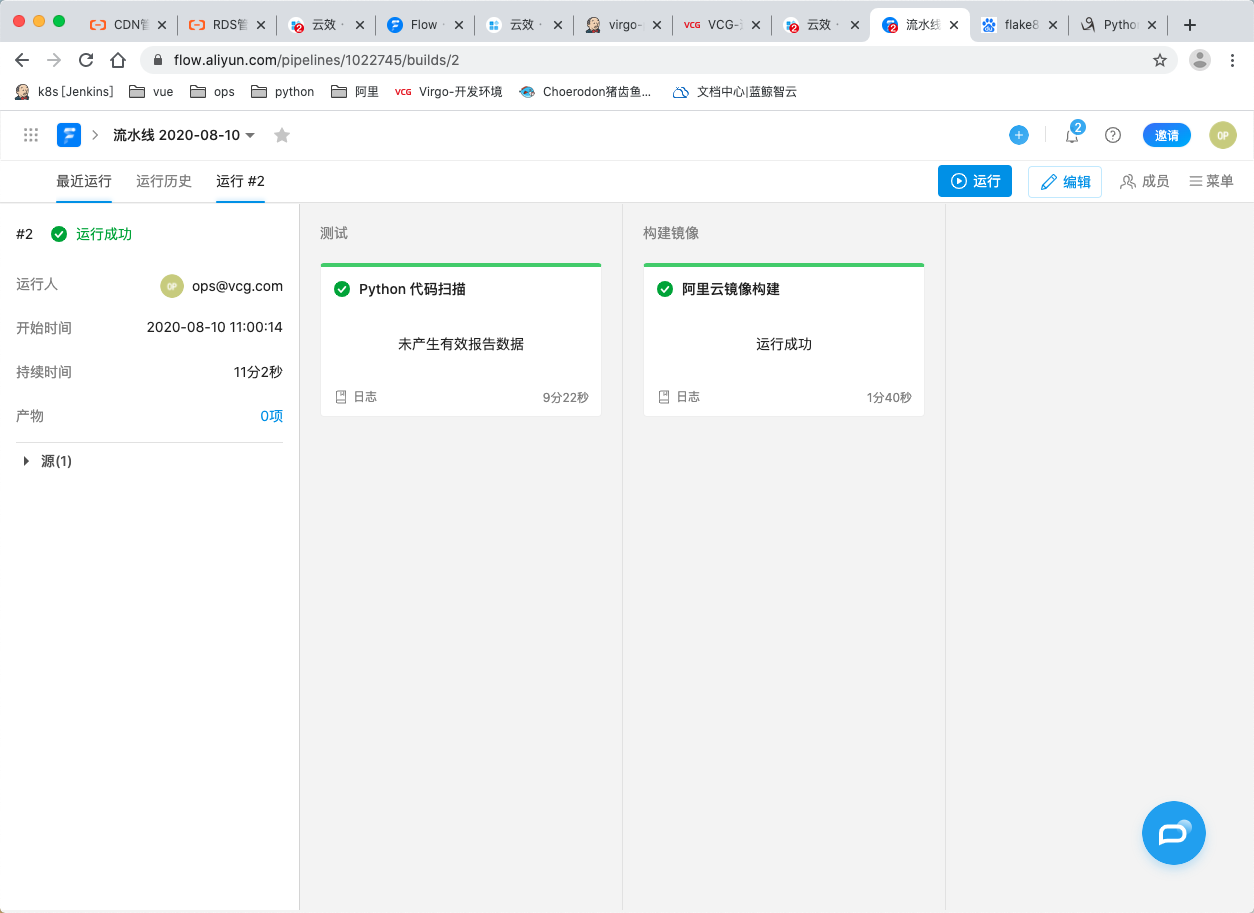 CDN管
RDS管
云效 ·
Flow ·
云效 ·
virgo-
VCG-
云效 ·
流水线
flake8
Python
flow.aliyun.com/pipelines/1022745/builds/2
k8s [Jenkins]
vue
ops
python
阿里
VCG Virgo-开发环境
Choerodon猪齿鱼...
文档中心|蓝鲸智云
流水线 2020-08-10
2
邀请
OP
最近运行
运行历史
运行 #2
运行
编辑
成员
菜单
#2 运行成功
运行人 OP ops@vcg.com
开始时间 2020-08-10 11:00:14
持续时间 11分2秒
产物 0项
源(1)
测试
Python 代码扫描
未产生有效报告数据
日志 9分22秒
构建镜像
阿里云镜像构建
运行成功
日志 1分40秒